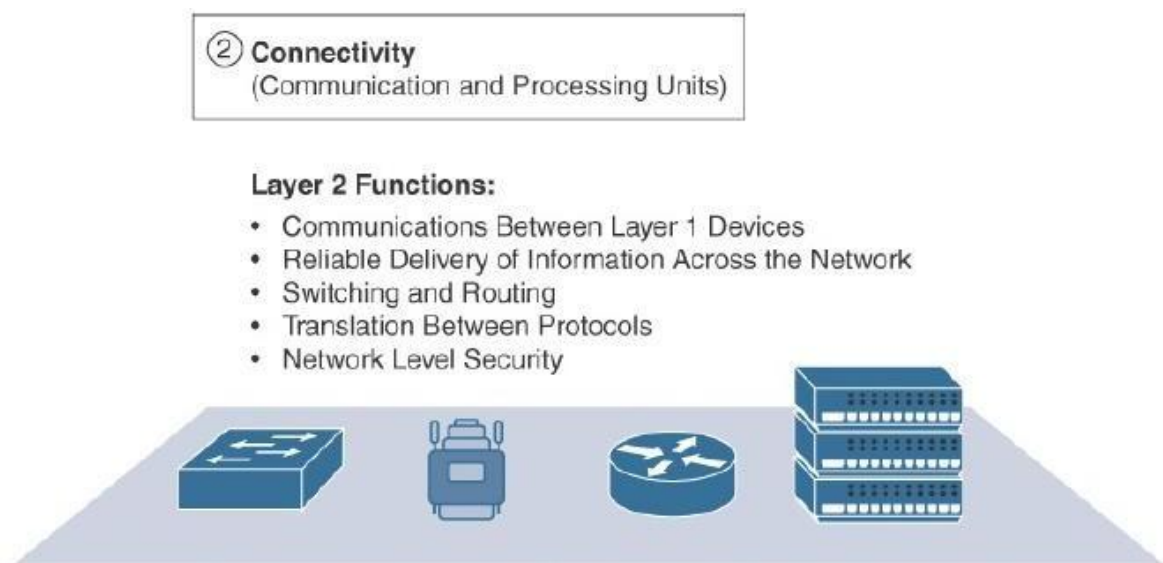 ② Connectivity
(Communication and Processing Units)
Layer 2 Functions:
• Communications Between Layer 1 Devices
• Reliable Delivery of Information Across the Network
• Switching and Routing
• Translation Between Protocols
• Network Level Security